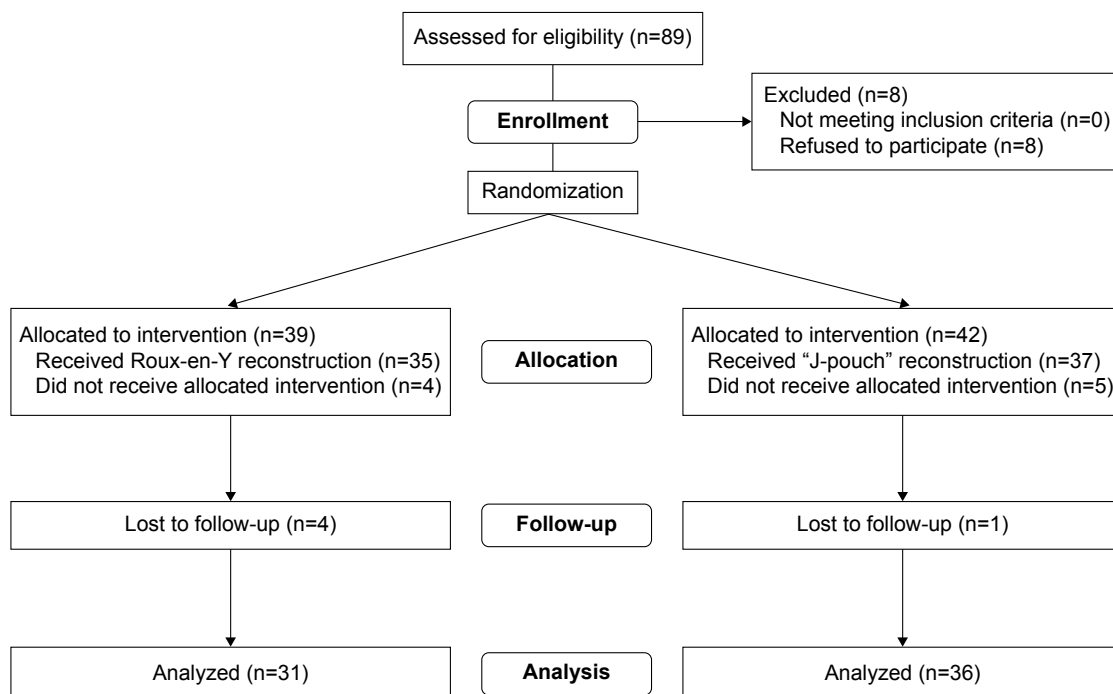 Assessed for eligibility (n=89)
Excluded (n=8)
Not meeting inclusion criteria (n=0)
Refused to participate (n=8)
Enrollment
Randomization
Allocated to intervention (n=39)
Received Roux-en-Y reconstruction (n=35)
Did not receive allocated intervention (n=4)
Allocation
Allocated to intervention (n=42)
Received “J-pouch” reconstruction (n=37)
Did not receive allocated intervention (n=5)
Lost to follow-up (n=4)
Follow-up
Lost to follow-up (n=1)
Analyzed (n=31)
Analysis
Analyzed (n=36)